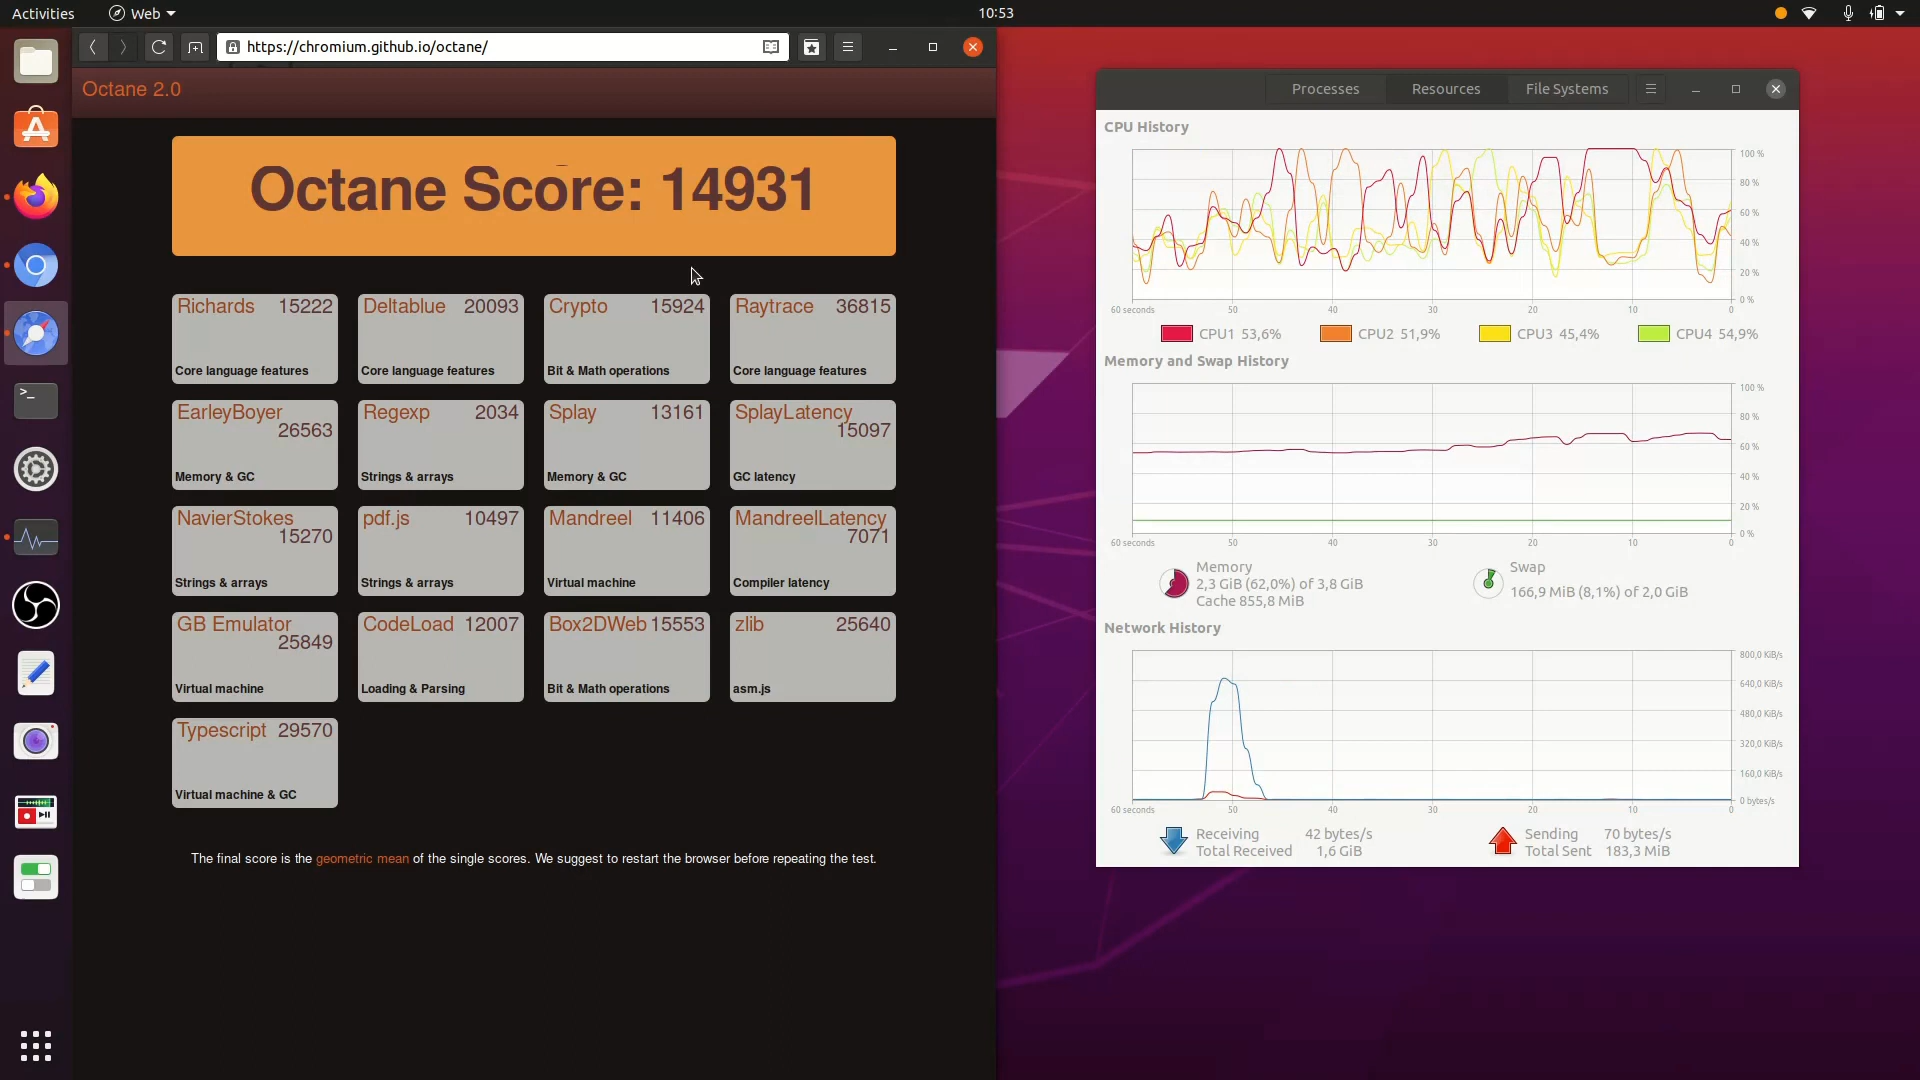 Activities
Web
10:53
https://chromium.github.io/octane/
Octane 2.0
Octane Score: 14931
Richards 15222
Core language features
Deltablue 20093
Core language features
Crypto 15924
Bit & Math operations
Raytrace 36815
Core language features
EarleyBoyer
26563
Memory & GC
Regexp 2034
Strings & arrays
Splay 13161
Memory & GC
SplayLatency
15097
GC latency
NavierStokes
15270
Strings & arrays
pdf.js 10497
Strings & arrays
Mandreel 11406
Virtual machine
MandreelLatency
7071
Compiler latency
GB Emulator
25849
Virtual machine
CodeLoad 12007
Loading & Parsing
Box2DWeb 15553
Bit & Math operations
zlib 25640
asm.js
Typescript 29570
Virtual machine & GC
The final score is the geometric mean of the single scores. We suggest to restart the browser before repeating the test.
Processes Resources File Systems
CPU History
100 %
80 %
60 %
40 %
20 %
0 %
60 seconds 50 40 30 20 10 0
CPU1 53,6% CPU2 51,9% CPU3 45,4% CPU4 54,9%
Memory and Swap History
100 %
80 %
60 %
40 %
20 %
0 %
60 seconds 50 40 30 20 10 0
Memory
2,3 GiB (62,0%) of 3,8 GiB
Cache 855,8 MiB
Swap
166,9 MiB (8,1%) of 2,0 GiB
Network History
800,0 KiB/s
640,0 KiB/s
480,0 KiB/s
320,0 KiB/s
160,0 KiB/s
0 bytes/s
60 seconds 50 40 30 20 10 0
Receiving 42 bytes/s
Total Received 1,6 GiB
Sending 70 bytes/s
Total Sent 183,3 MiB